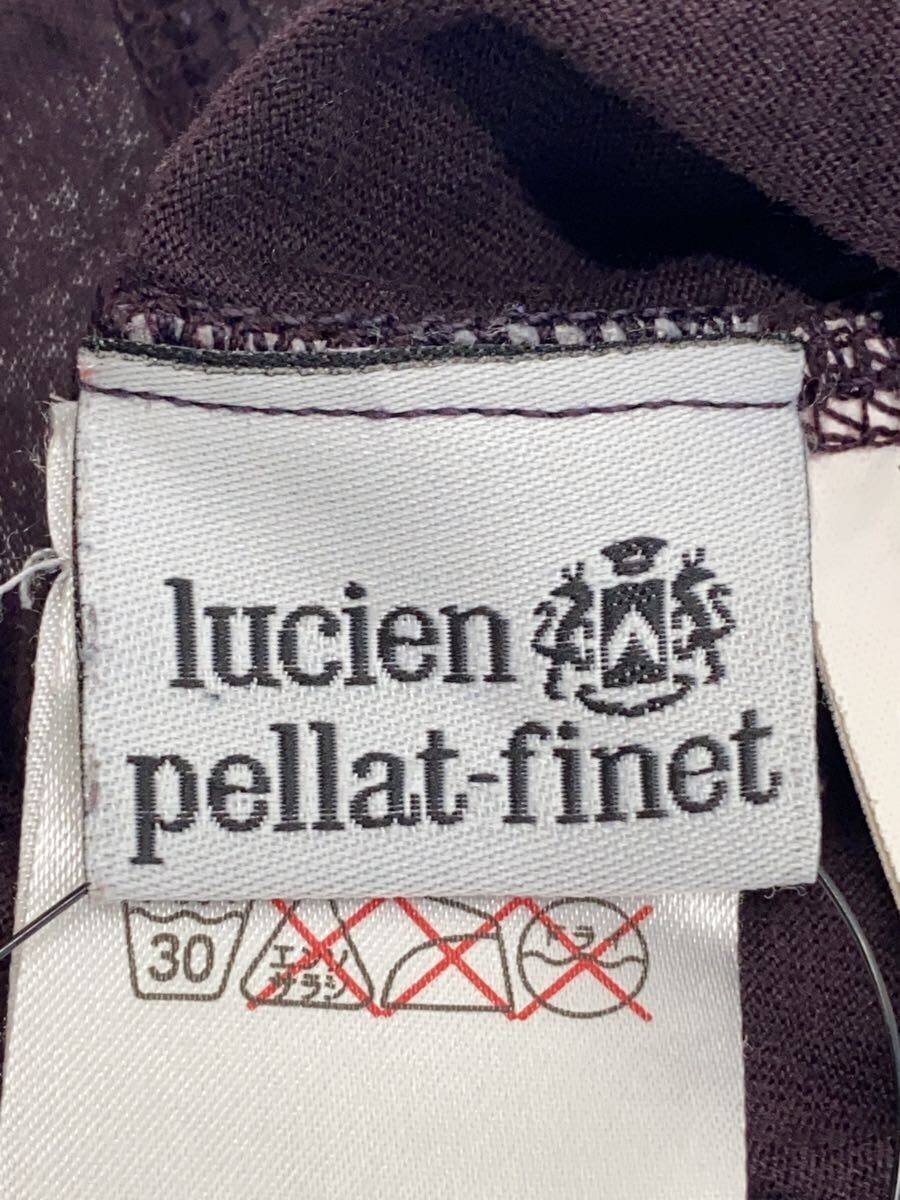 lucien
pellat-finet
30
エンソ
サラシ
ドライ